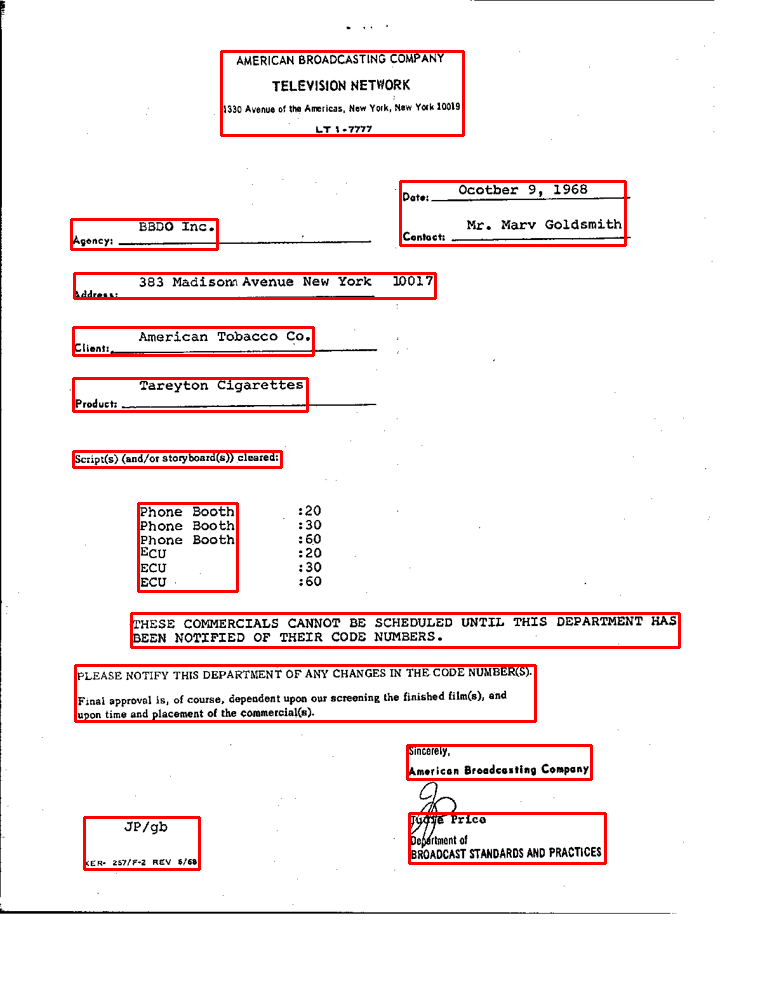 AMERICAN BROADCASTING COMPANY
TELEVISION NETWORK
1330 Avenue of the Americas, New York, New York 10019
LT 1-7777
Date: Ocotber 9, 1968
Agency: BBDO Inc.
Contact: Mr. Marv Goldsmith
Address: 383 Madison Avenue New York 10017
Client: American Tobacco Co.
Product: Tareyton Cigarettes
Script(s) (and/or storyboard(s)) cleared:
Phone Booth :20
Phone Booth :30
Phone Booth :60
ECU :20
ECU :30
ECU :60
THESE COMMERCIALS CANNOT BE SCHEDULED UNTIL THIS DEPARTMENT HAS
BEEN NOTIFIED OF THEIR CODE NUMBERS.
PLEASE NOTIFY THIS DEPARTMENT OF ANY CHANGES IN THE CODE NUMBER(S).
Final approval is, of course, dependent upon our screening the finished film(s), and
upon time and placement of the commercial(s).
Sincerely,
American Broadcasting Company
Judge Price
Department of
BROADCAST STANDARDS AND PRACTICES
JP/gb
KER- 257/F-2 REV 6/68